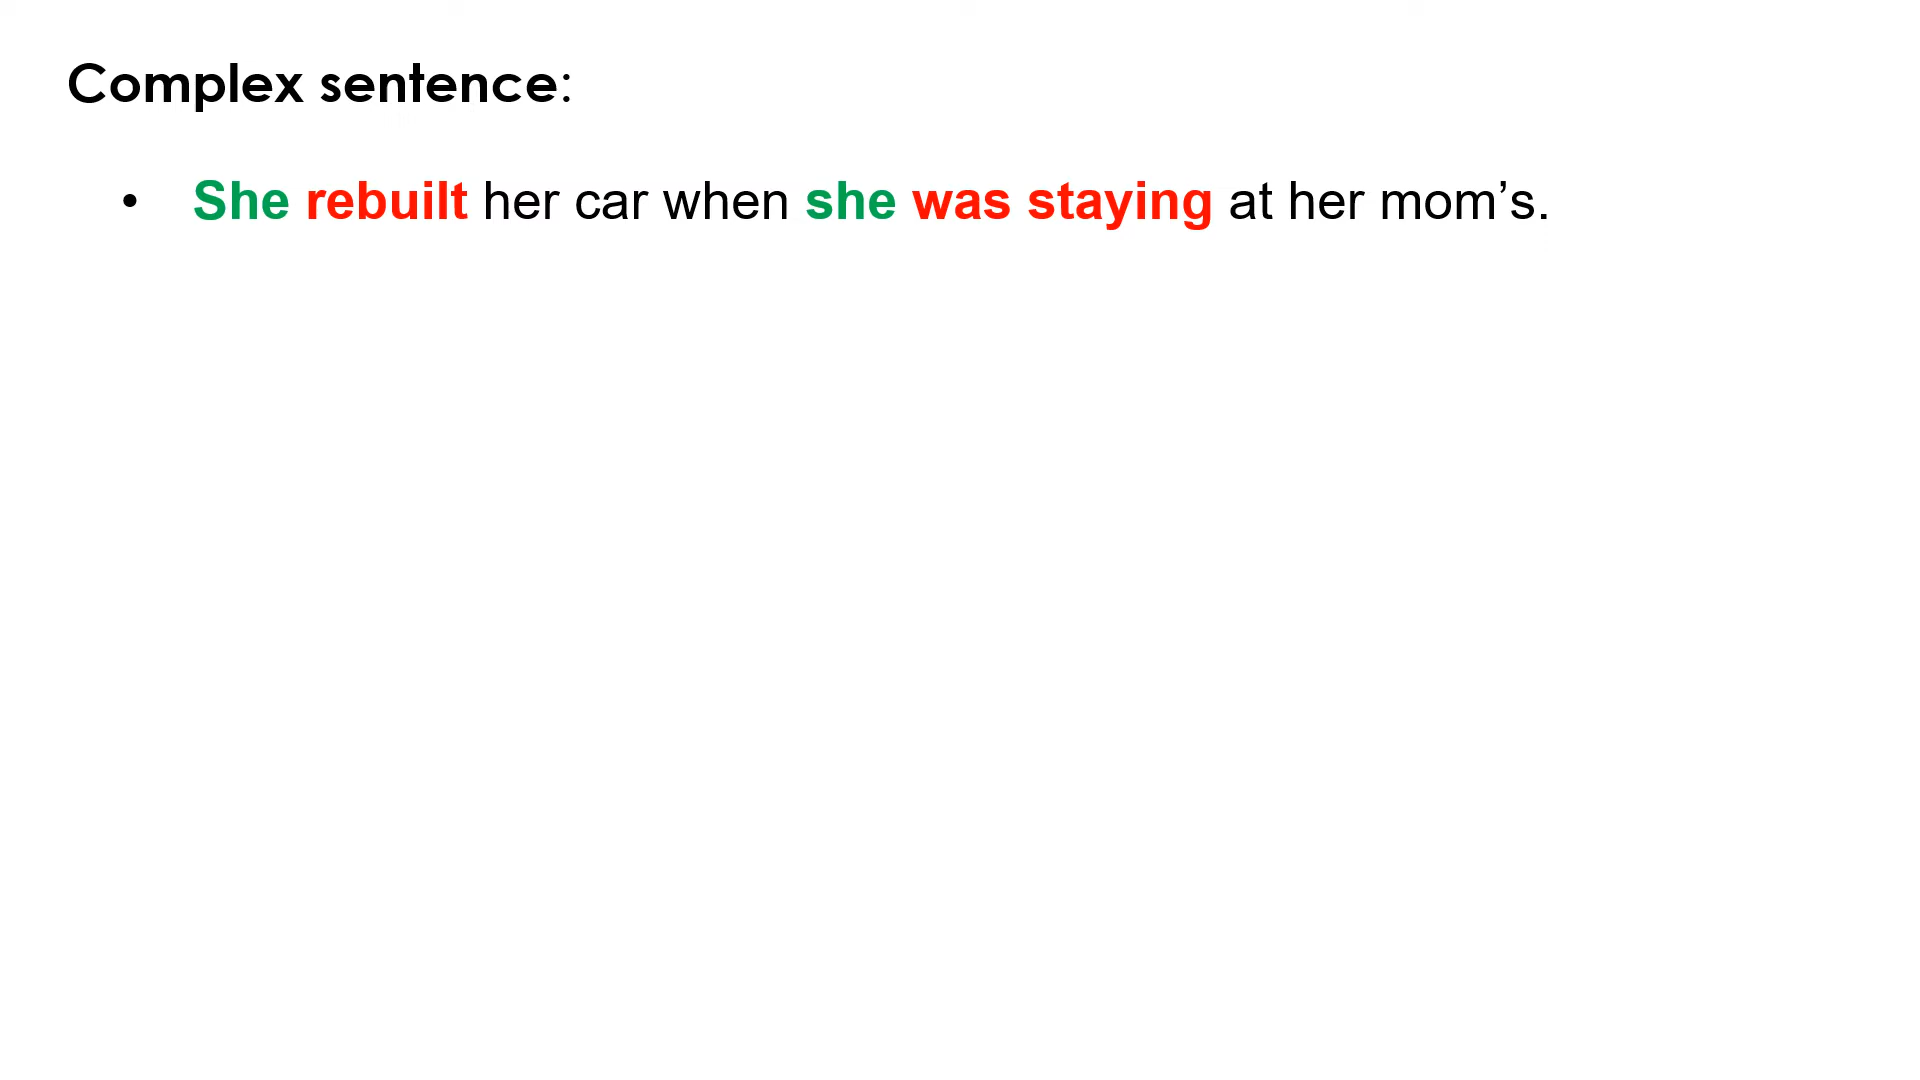 Complex sentence:
• She rebuilt her car when she was staying at her mom’s.